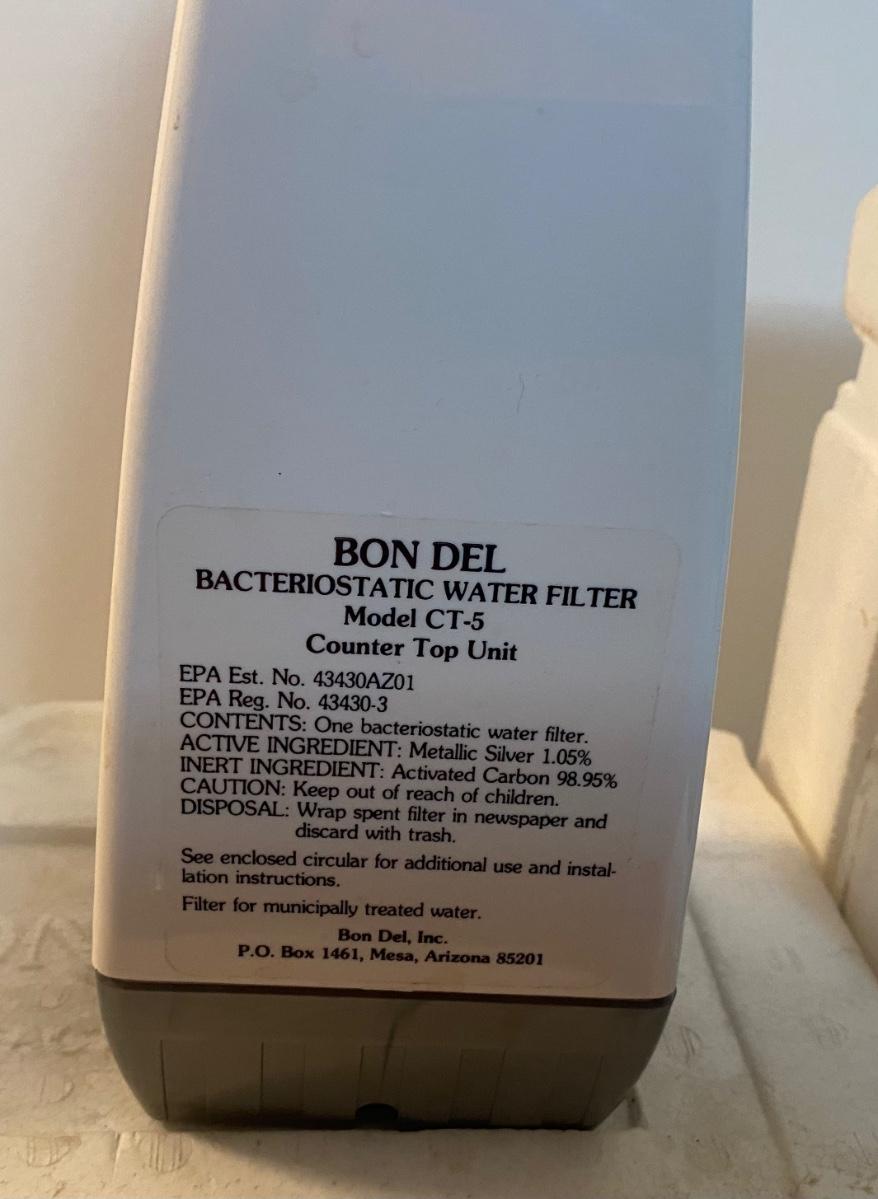 BON DEL
BACTERIOSTATIC WATER FILTER
Model CT-5
Counter Top Unit
EPA Est. No. 43430AZ01
EPA Reg. No. 43430-3
CONTENTS: One bacteriostatic water filter.
ACTIVE INGREDIENT: Metallic Silver 1.05%
INERT INGREDIENT: Activated Carbon 98.95%
CAUTION: Keep out of reach of children.
DISPOSAL: Wrap spent filter in newspaper and
discard with trash.
See enclosed circular for additional use and instal-
lation instructions.
Filter for municipally treated water.
Bon Del, Inc.
P.O. Box 1461, Mesa, Arizona 85201